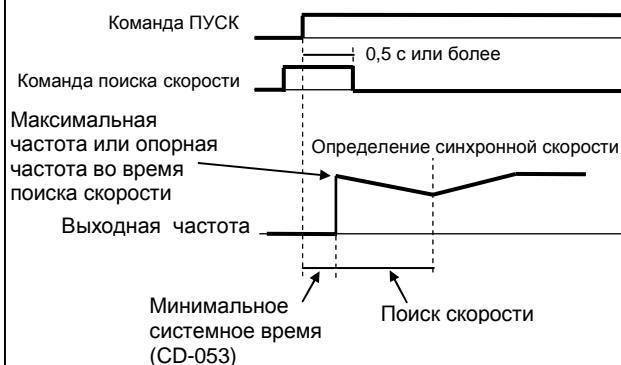 Команда ПУСК
0,5 с или более
Команда поиска скорости
Максимальная
частота или опорная
частота во время
поиска скорости
Определение синхронной скорости
Выходная частота
Минимальное
системное время
(CD-053)
Поиск скорости